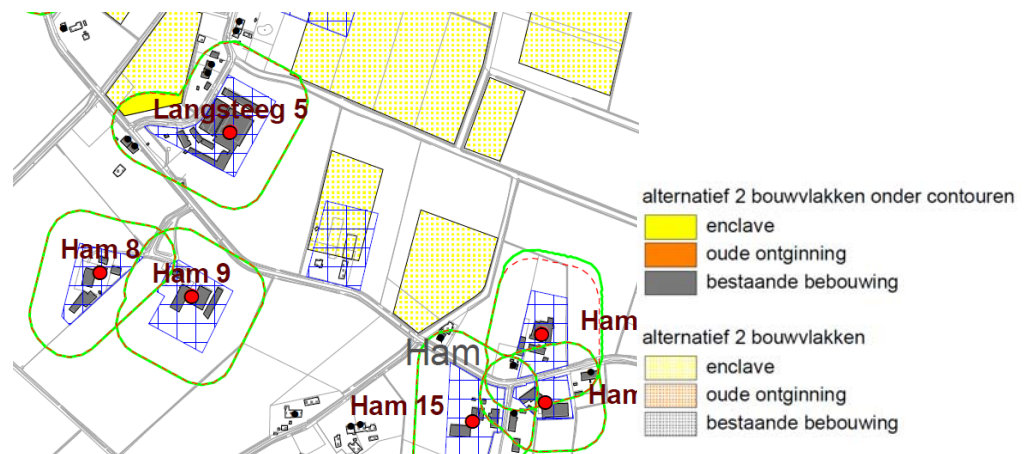 Langsteeg 5
Ham 8
Ham 9
Ham
Ham
Ham 15
Ham
alternatief 2 bouwvlakken onder contouren
enclave
oude ontginning
bestaande bebouwing
alternatief 2 bouwvlakken
enclave
oude ontginning
bestaande bebouwing